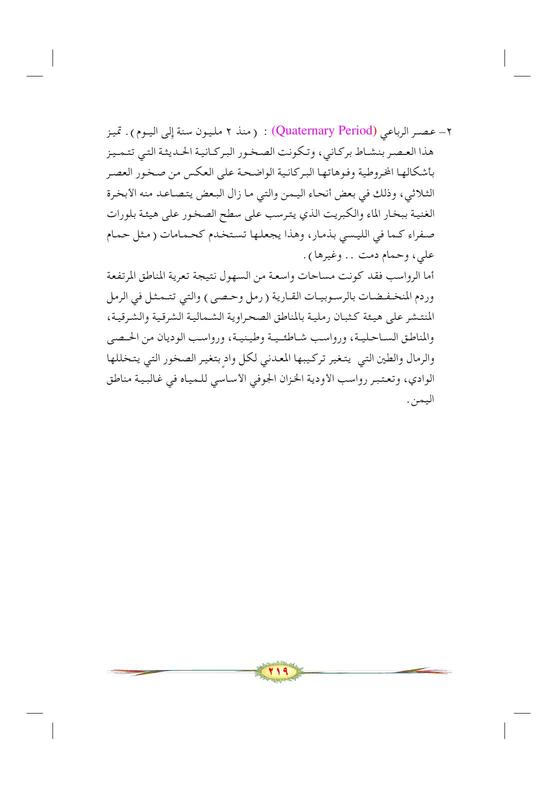 ٢– عصر الرباعي (Quaternary Period) : ( منذ ٢ مليون سنة إلى اليوم ) . تميز
هذا العصر بنشاط بركاني، وتكونت الصخور البركانية الحديثة التي تتميز
بأشكالها المخروطية وفوهاتها البركانية الواضحة على العكس من صخور العصر
الثلاثي، وذلك في بعض أنحاء اليمن والتي ما زال البعض يتصاعد منه الأبخرة
الغنية ببخار الماء والكبريت الذي يترسب على سطح الصخور على هيئة بلورات
صفراء كما في الليسي بذمار، وهذا يجعلها تستخدم كحمامات ( مثل حمام
علي، وحمام دمت .. وغيرها ) .
أما الرواسب فقد كونت مساحات واسعة من السهول نتيجة تعرية المناطق المرتفعة
وردم المنخفضات بالرسوبيات القارية ( رمل وحصى ) والتي تتمثل في الرمل
المنتشر على هيئة كثبان رملية بالمناطق الصحراوية الشمالية الشرقية والشرقية،
والمناطق الساحلية، ورواسب شاطئية وطينية، ورواسب الوديان من الحصى
والرمال والطين التي يتغير تركيبها المعدني لكل وادٍ بتغير الصخور التي يتخللها
الوادي، وتعتبر رواسب الأودية الخزان الجوفي الأساسي للمياه في غالبية مناطق
اليمن .
٢١٩